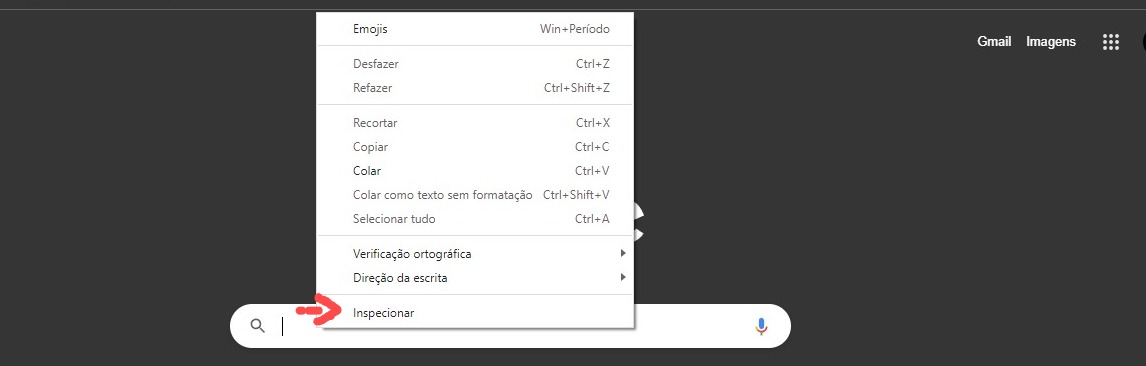 Emojis Win+Período
Gmail Imagens
Desfazer Ctrl+Z
Refazer Ctrl+Shift+Z
Recortar Ctrl+X
Copiar Ctrl+C
Colar Ctrl+V
Colar como texto sem formatação Ctrl+Shift+V
Selecionar tudo Ctrl+A
Verificação ortográfica
Direção da escrita
Inspecionar